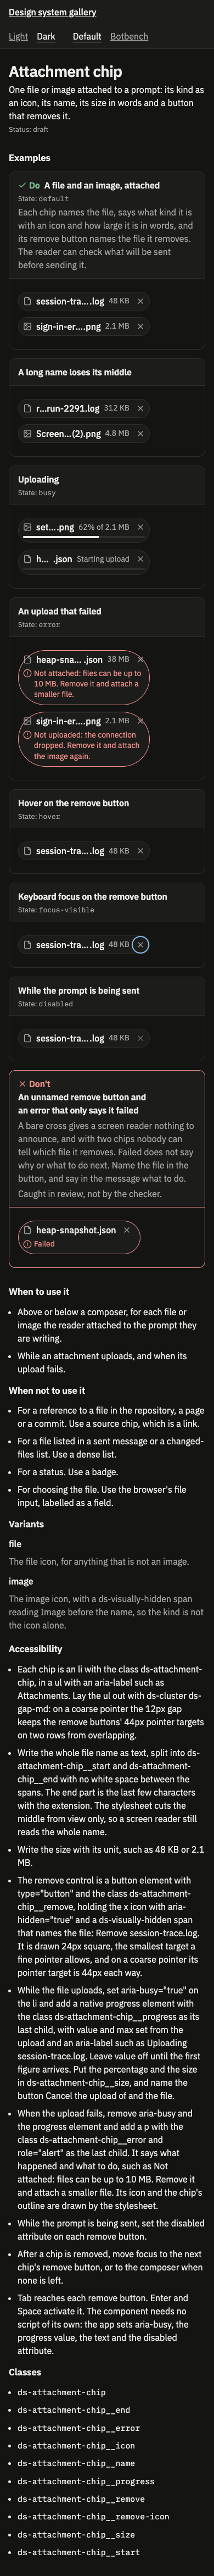 Design system gallery
Light Dark Default Botbench
Attachment chip
One file or image attached to a prompt: its kind as
an icon, its name, its size in words and a button
that removes it.
Status: draft
Examples
Do A file and an image, attached
State: default
Each chip names the file, says what kind it is
with an icon and how large it is in words, and
its remove button names the file it removes.
The reader can check what will be sent
before sending it.
session-tra….log 48 KB
sign-in-er….png 2.1 MB
A long name loses its middle
r…run-2291.log 312 KB
Screen…(2).png 4.8 MB
Uploading
State: busy
set….png 62% of 2.1 MB
h… .json Starting upload
An upload that failed
State: error
heap-sna… .json 38 MB
Not attached: files can be up to
10 MB. Remove it and attach a
smaller file.
sign-in-er….png 2.1 MB
Not uploaded: the connection
dropped. Remove it and attach
the image again.
Hover on the remove button
State: hover
session-tra….log 48 KB
Keyboard focus on the remove button
State: focus-visible
session-tra….log 48 KB
While the prompt is being sent
State: disabled
session-tra….log 48 KB
Don't
An unnamed remove button and
an error that only says it failed
A bare cross gives a screen reader nothing to
announce, and with two chips nobody can
tell which file it removes. Failed does not say
why or what to do next. Name the file in the
button, and say in the message what to do.
Caught in review, not by the checker.
heap-snapshot.json
Failed
When to use it
• Above or below a composer, for each file or
image the reader attached to the prompt they
are writing.
• While an attachment uploads, and when its
upload fails.
When not to use it
• For a reference to a file in the repository, a page
or a commit. Use a source chip, which is a link.
• For a file listed in a sent message or a changed-
files list. Use a dense list.
• For a status. Use a badge.
• For choosing the file. Use the browser's file
input, labelled as a field.
Variants
file
The file icon, for anything that is not an image.
image
The image icon, with a ds-visually-hidden span
reading Image before the name, so the kind is not
the icon alone.
Accessibility
• Each chip is an li with the class ds-attachment-
chip, in a ul with an aria-label such as
Attachments. Lay the ul out with ds-cluster ds-
gap-md: on a coarse pointer the 12px gap
keeps the remove buttons' 44px pointer targets
on two rows from overlapping.
• Write the whole file name as text, split into ds-
attachment-chip__start and ds-attachment-
chip__end with no white space between the
spans. The end part is the last few characters
with the extension. The stylesheet cuts the
middle from view only, so a screen reader still
reads the whole name.
• Write the size with its unit, such as 48 KB or 2.1
MB.
• The remove control is a button element with
type="button" and the class ds-attachment-
chip__remove, holding the x icon with aria-
hidden="true" and a ds-visually-hidden span
that names the file: Remove session-trace.log.
It is drawn 24px square, the smallest target a
fine pointer allows, and on a coarse pointer its
pointer target is 44px each way.
• While the file uploads, set aria-busy="true" on
the li and add a native progress element with
the class ds-attachment-chip__progress as its
last child, with value and max set from the
upload and an aria-label such as Uploading
session-trace.log. Leave value off until the first
figure arrives. Put the percentage and the size
in ds-attachment-chip__size, and name the
button Cancel the upload of and the file.
• When the upload fails, remove aria-busy and
the progress element and add a p with the
class ds-attachment-chip__error and
role="alert" as the last child. It says what
happened and what to do, such as Not
attached: files can be up to 10 MB. Remove it
and attach a smaller file. Its icon and the chip's
outline are drawn by the stylesheet.
• While the prompt is being sent, set the disabled
attribute on each remove button.
• After a chip is removed, move focus to the next
chip's remove button, or to the composer when
none is left.
• Tab reaches each remove button. Enter and
Space activate it. The component needs no
script of its own: the app sets aria-busy, the
progress value, the text and the disabled
attribute.
Classes
• ds-attachment-chip
• ds-attachment-chip__end
• ds-attachment-chip__error
• ds-attachment-chip__icon
• ds-attachment-chip__name
• ds-attachment-chip__progress
• ds-attachment-chip__remove
• ds-attachment-chip__remove-icon
• ds-attachment-chip__size
• ds-attachment-chip__start